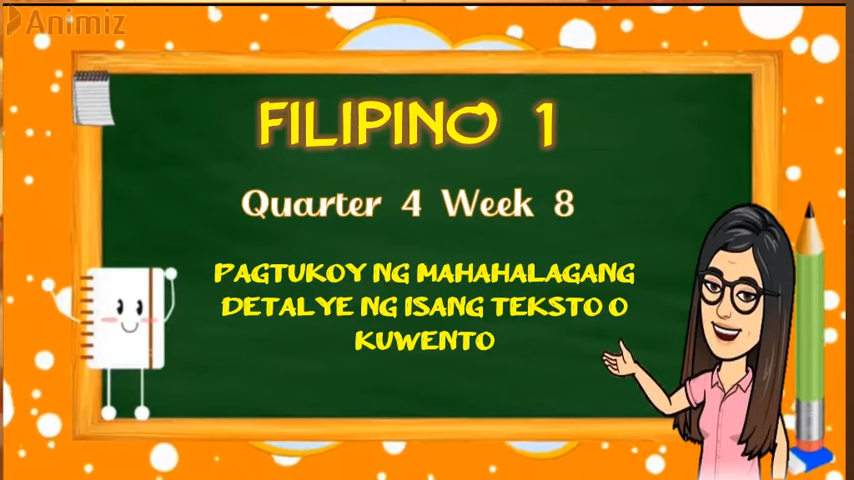 Animiz
FILIPINO 1
Quarter 4 Week 8
PAGTUKOY NG MAHAHALAGANG
DETALYE NG ISANG TEKSTO O
KUWENTO